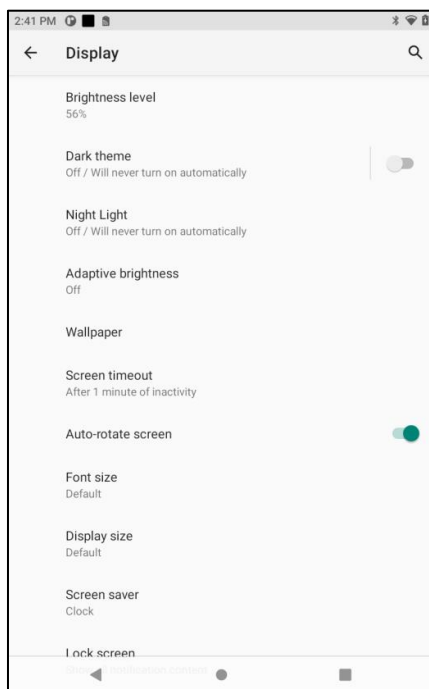 2:41 PM
Display
Brightness level
56%
Dark theme
Off / Will never turn on automatically
Night Light
Off / Will never turn on automatically
Adaptive brightness
Off
Wallpaper
Screen timeout
After 1 minute of inactivity
Auto-rotate screen
Font size
Default
Display size
Default
Screen saver
Clock
Lock screen